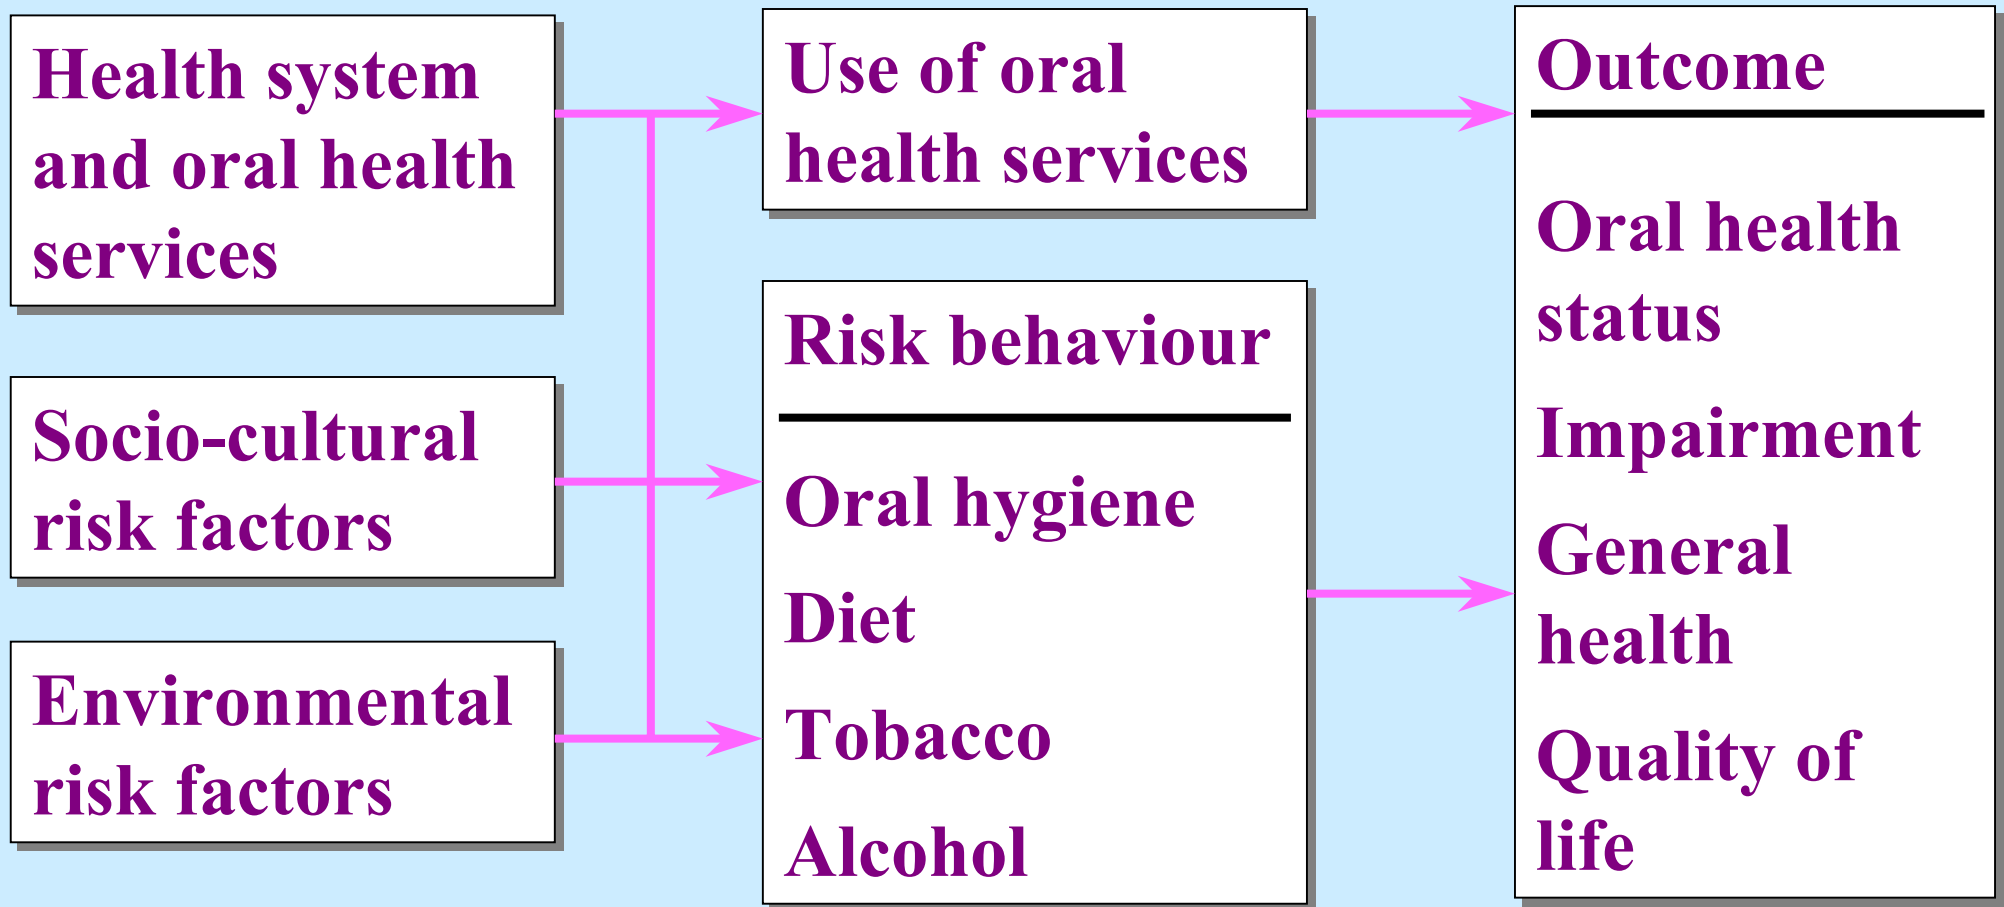 Health system
and oral health
services
Socio-cultural
risk factors
Environmental
risk factors
Use of oral
health services
Risk behaviour
Oral hygiene
Diet
Tobacco
Alcohol
Outcome
Oral health
status
Impairment
General
health
Quality of
life